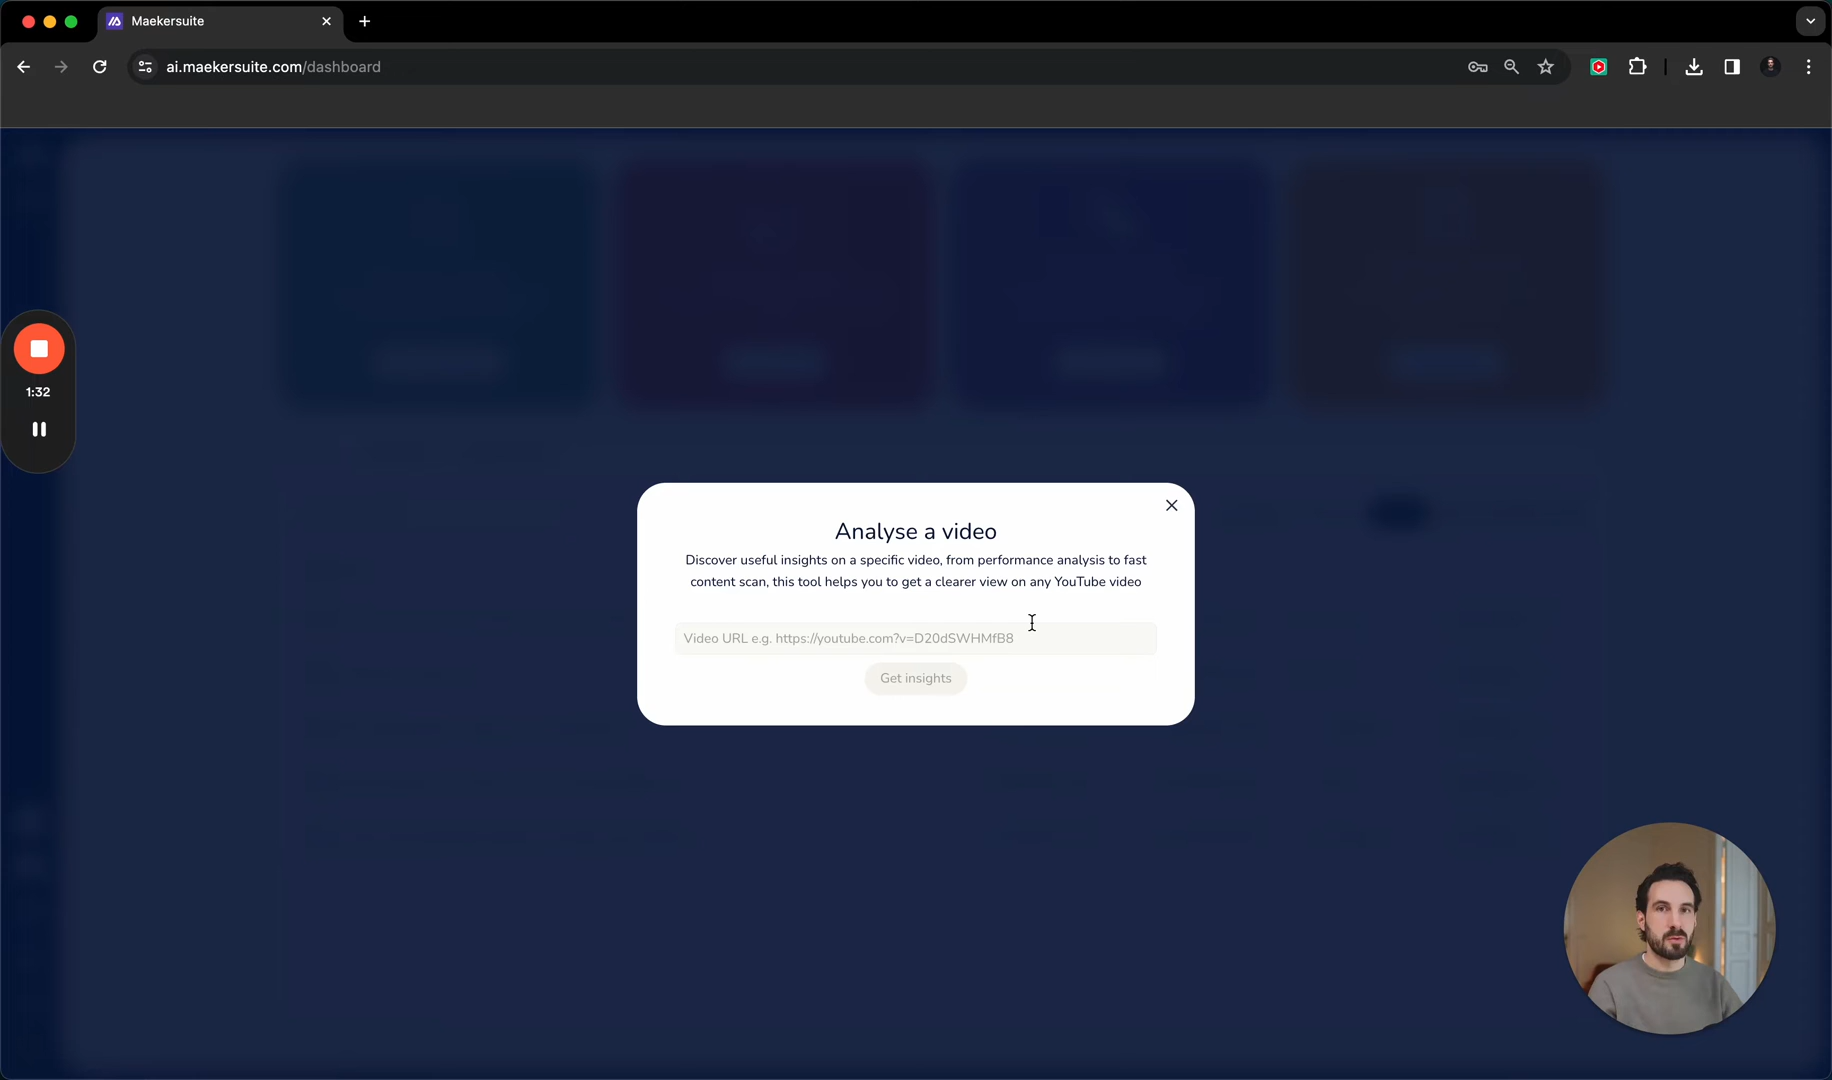 Maekersuite
ai.maekersuite.com/dashboard
1:32
Analyse a video
Discover useful insights on a specific video, from performance analysis to fast
content scan, this tool helps you to get a clearer view on any YouTube video
Video URL e.g. https://youtube.com?v=D20dSWHMfB8
Get insights